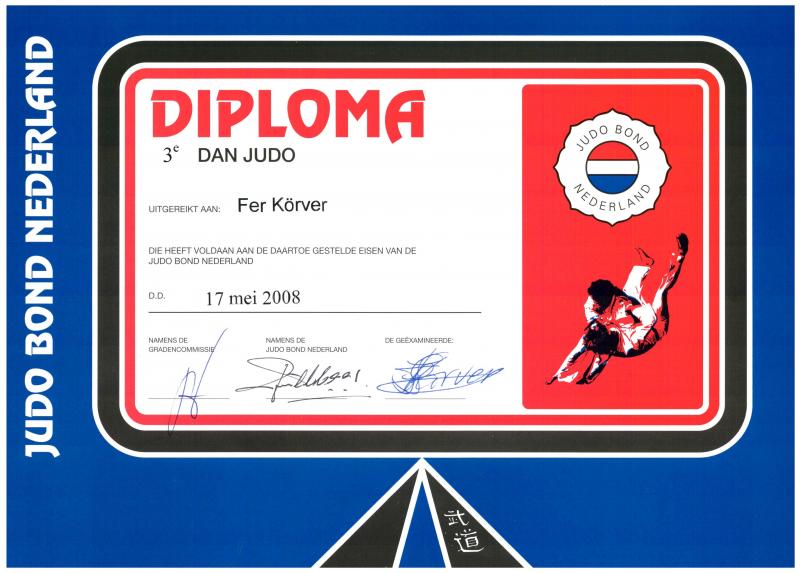 JUDO BOND NEDERLAND
DIPLOMA
3e DAN JUDO
UITGEREIKT AAN: Fer Körver
DIE HEEFT VOLDAAN AAN DE DAARTOE GESTELDE EISEN VAN DE
JUDO BOND NEDERLAND
D.D. 17 mei 2008
NAMENS DE
GRADENCOMMISSIE
NAMENS DE
JUDO BOND NEDERLAND
DE GEËXAMINEERDE:
Körver
JUDO BOND
NEDERLAND
武道